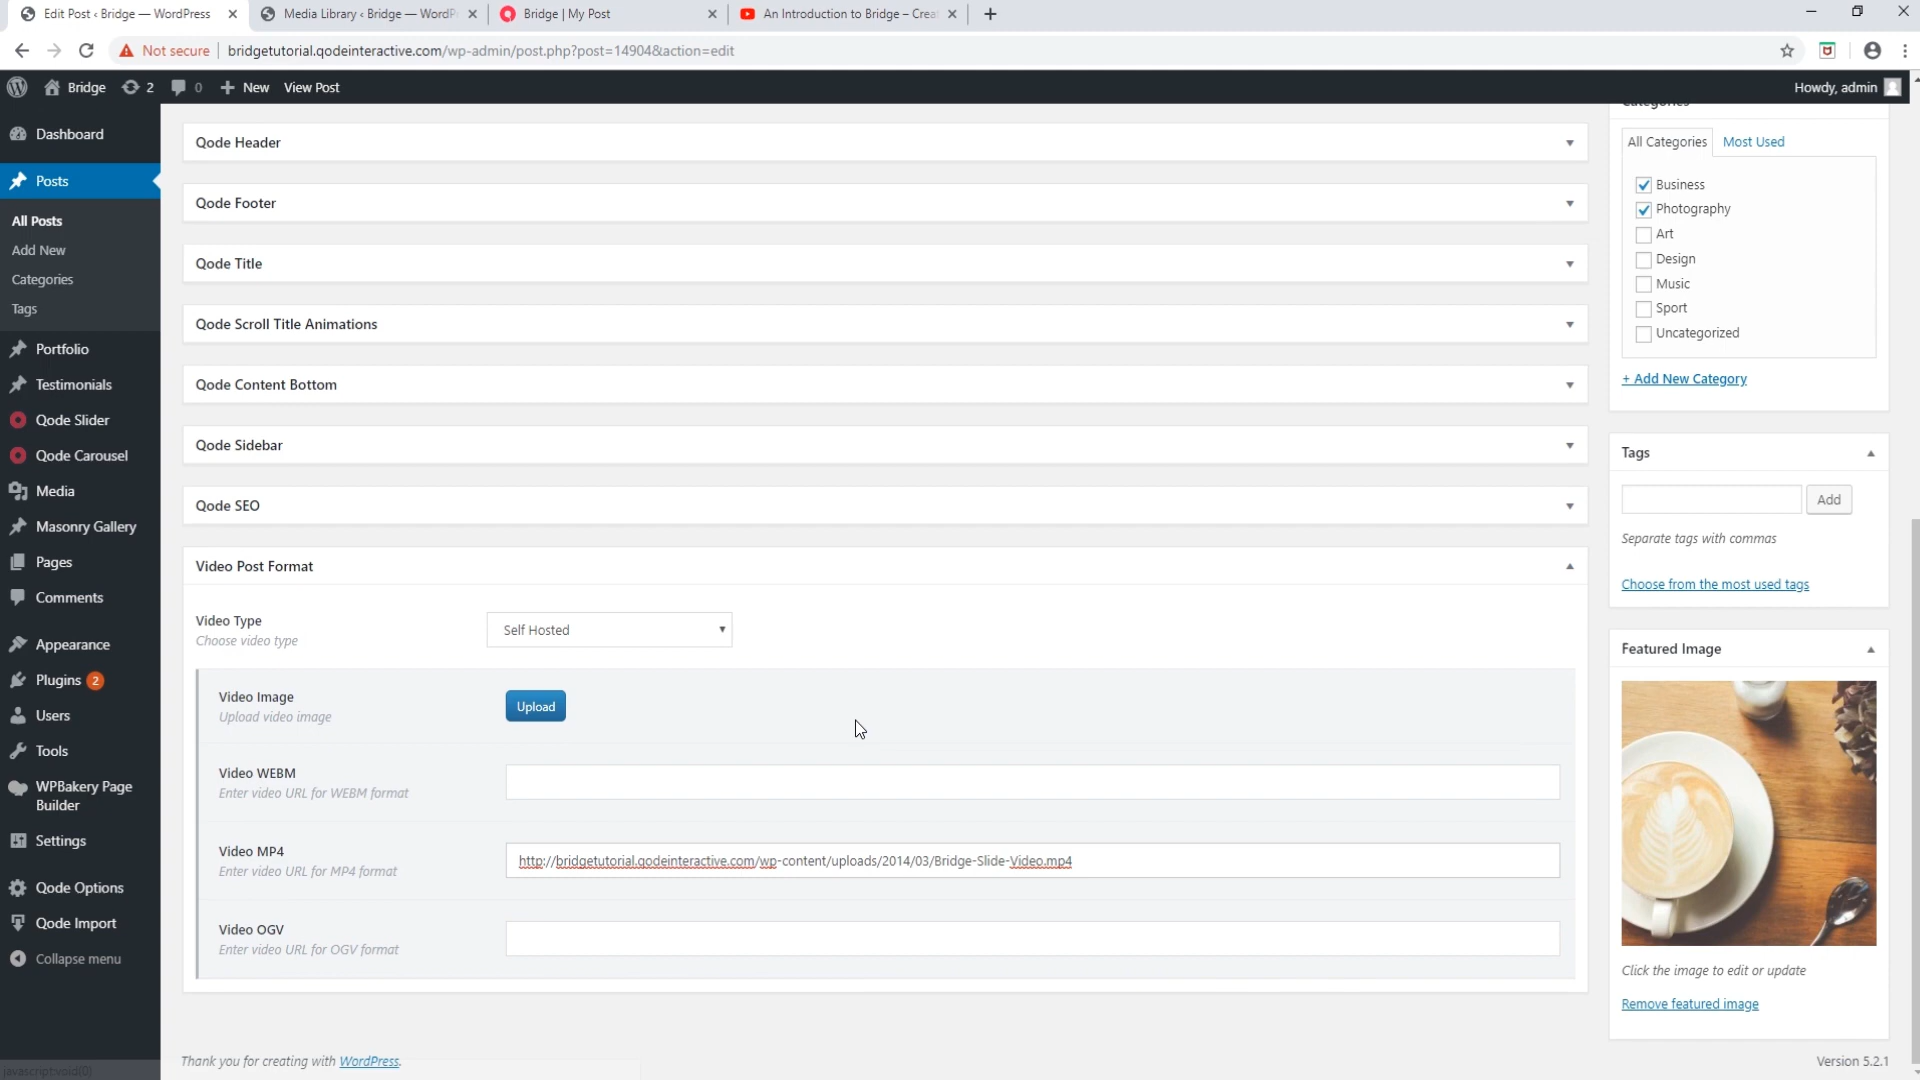 Edit Post ‹ Bridge — WordPress
Media Library ‹ Bridge — WordP
Bridge | My Post
An Introduction to Bridge – Crea
Not secure
bridgetutorial.qodeinteractive.com/wp-admin/post.php?post=14904&action=edit
Bridge
2
0
New
View Post
Howdy, admin
Dashboard
Posts
All Posts
Add New
Categories
Tags
Portfolio
Testimonials
Qode Slider
Qode Carousel
Media
Masonry Gallery
Pages
Comments
Appearance
Plugins 2
Users
Tools
WPBakery Page
Builder
Settings
Qode Options
Qode Import
Collapse menu
javascript:void(0)
Qode Header
Qode Footer
Qode Title
Qode Scroll Title Animations
Qode Content Bottom
Qode Sidebar
Qode SEO
Video Post Format
Video Type
Choose video type
Self Hosted
Video Image
Upload video image
Upload
Video WEBM
Enter video URL for WEBM format
Video MP4
Enter video URL for MP4 format
http://bridgetutorial.qodeinteractive.com/wp-content/uploads/2014/03/Bridge-Slide-Video.mp4
Video OGV
Enter video URL for OGV format
Thank you for creating with WordPress.
Categories
All Categories
Most Used
Business
Photography
Art
Design
Music
Sport
Uncategorized
+ Add New Category
Tags
Add
Separate tags with commas
Choose from the most used tags
Featured Image
Click the image to edit or update
Remove featured image
Version 5.2.1